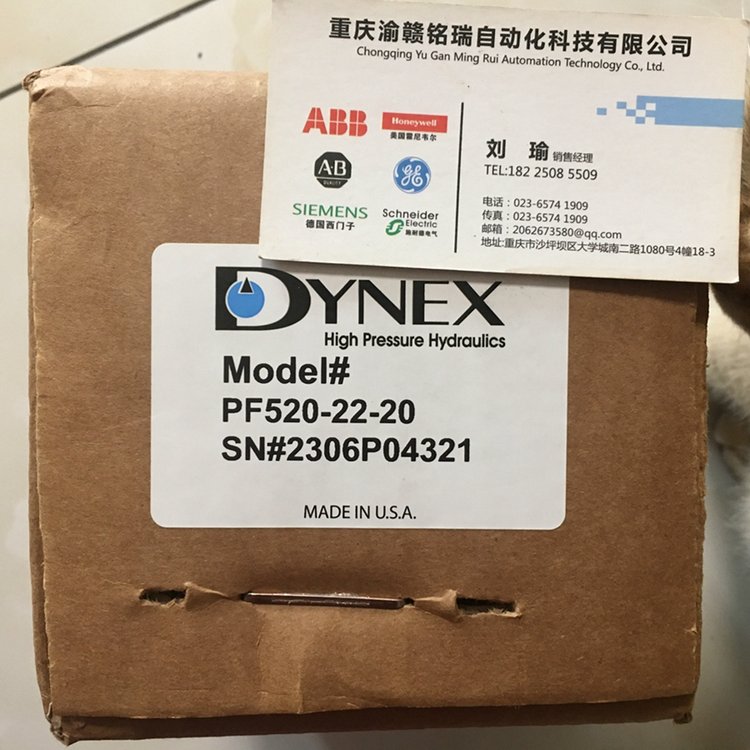 重庆渝赣铭瑞自动化科技有限公司
Chongqing Yu Gan Ming Rui Automation Technology Co., Ltd.
ABB
Honeywell
美国霍尼韦尔
AB
QUALITY
GE
SIEMENS
德国西门子
Schneider
Electric
施耐德电气
刘 瑜 销售经理
TEL:182 2508 5509
电话：023-6574 1909
传真：023-6574 1909
邮箱：2062673580@qq.com
地址:重庆市沙坪坝区大学城南二路1080号4幢18-3
DYNEX
High Pressure Hydraulics
Model#
PF520-22-20
SN#2306P04321
MADE IN U.S.A.